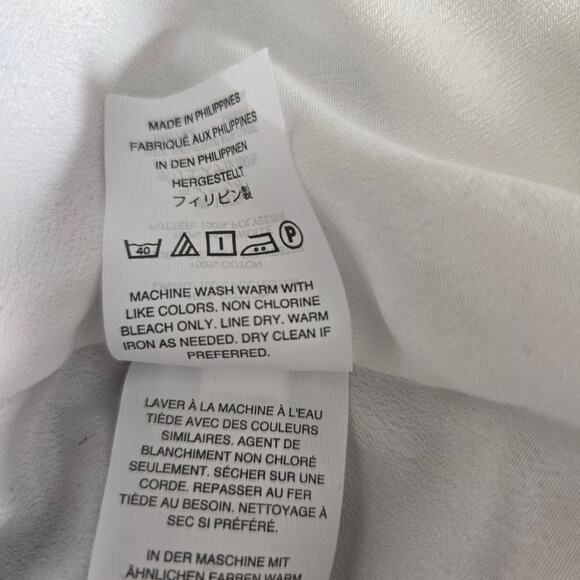 MADE IN PHILIPPINES
FABRIQUÉ AUX PHILIPPINES
IN DEN PHILIPPINEN
HERGESTELLT
フィリピン製
40 P
MACHINE WASH WARM WITH
LIKE COLORS. NON CHLORINE
BLEACH ONLY. LINE DRY. WARM
IRON AS NEEDED. DRY CLEAN IF
PREFERRED.
LAVER À LA MACHINE À L'EAU
TIÈDE AVEC DES COULEURS
SIMILAIRES. AGENT DE
BLANCHIMENT NON CHLORÉ
SEULEMENT. SÉCHER SUR UNE
CORDE. REPASSER AU FER
TIÈDE AU BESOIN. NETTOYAGE À
SEC SI PRÉFÉRÉ.
IN DER MASCHINE MIT
ÄHNLICHEN FARBEN WARM